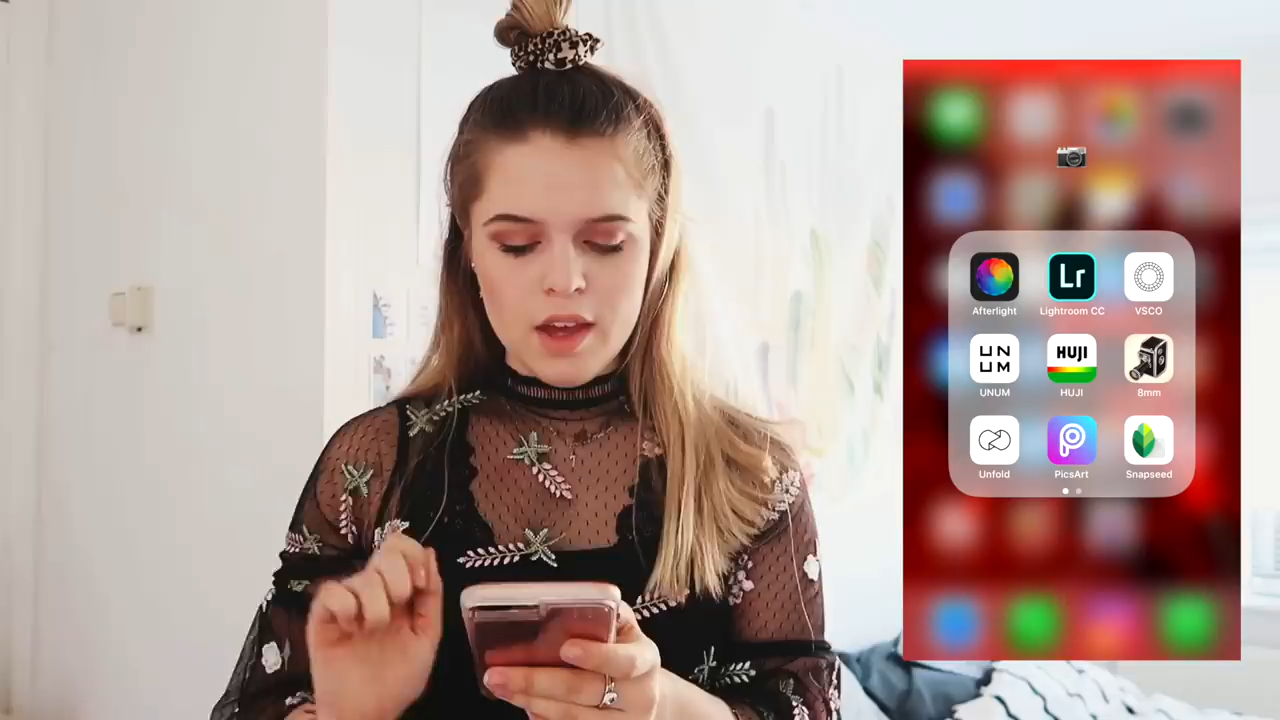 Lr
Afterlight Lightroom CC VSCO
UN
UM
HUJI
UNUM HUJI 8mm
Unfold PicsArt Snapseed